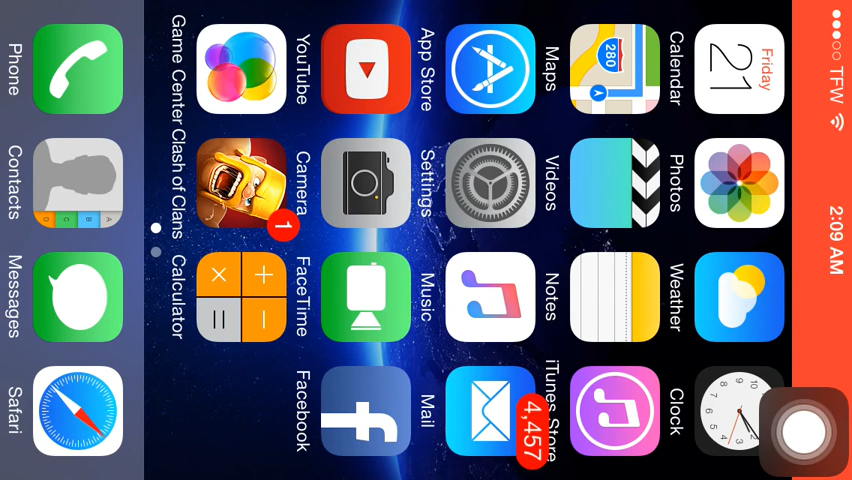 TFW 2:09 AM
Friday
21
Calendar Photos Weather Clock
280
Maps Videos Notes iTunes Store
App Store Settings Music Mail
4,457
YouTube Camera FaceTime Facebook
Game Center Clash of Clans Calculator
1
Phone Contacts Messages Safari